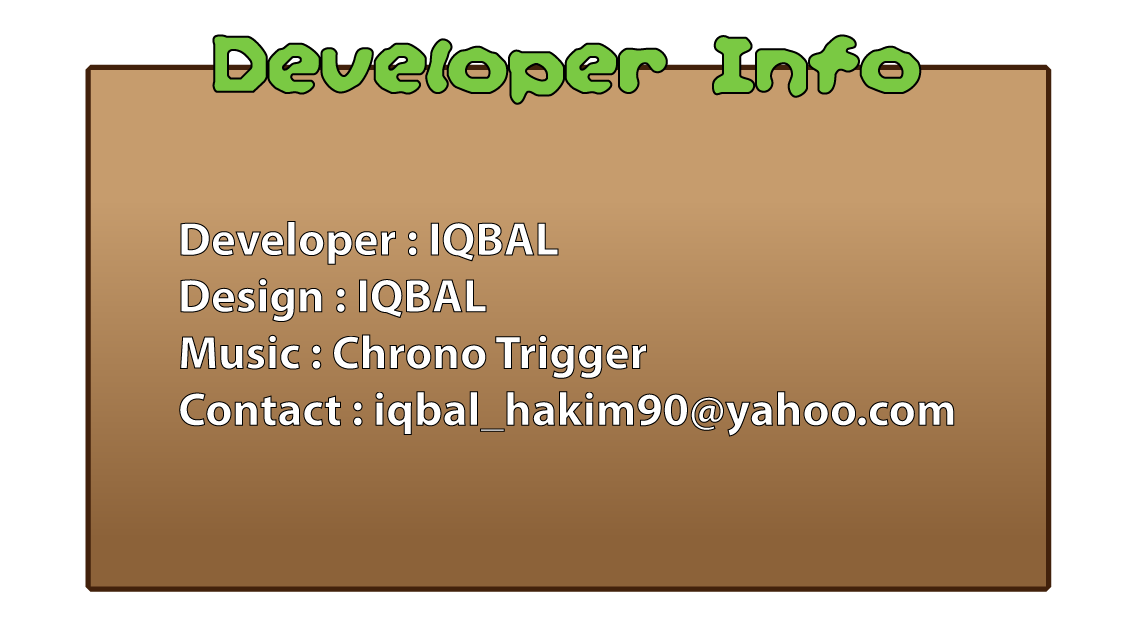 Developer Info
Developer : IQBAL
Design : IQBAL
Music : Chrono Trigger
Contact : iqbal_hakim90@yahoo.com